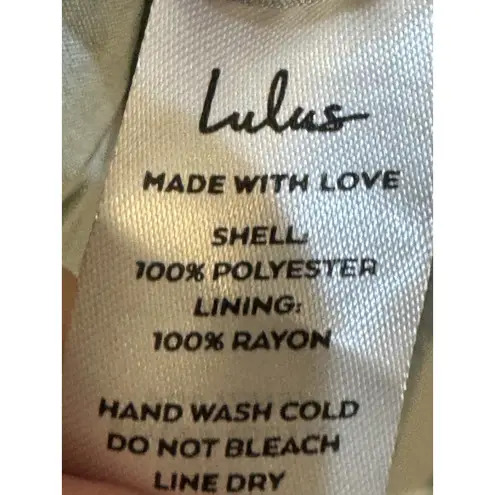 Lulus
MADE WITH LOVE
SHELL:
100% POLYESTER
LINING:
100% RAYON
HAND WASH COLD
DO NOT BLEACH
LINE DRY